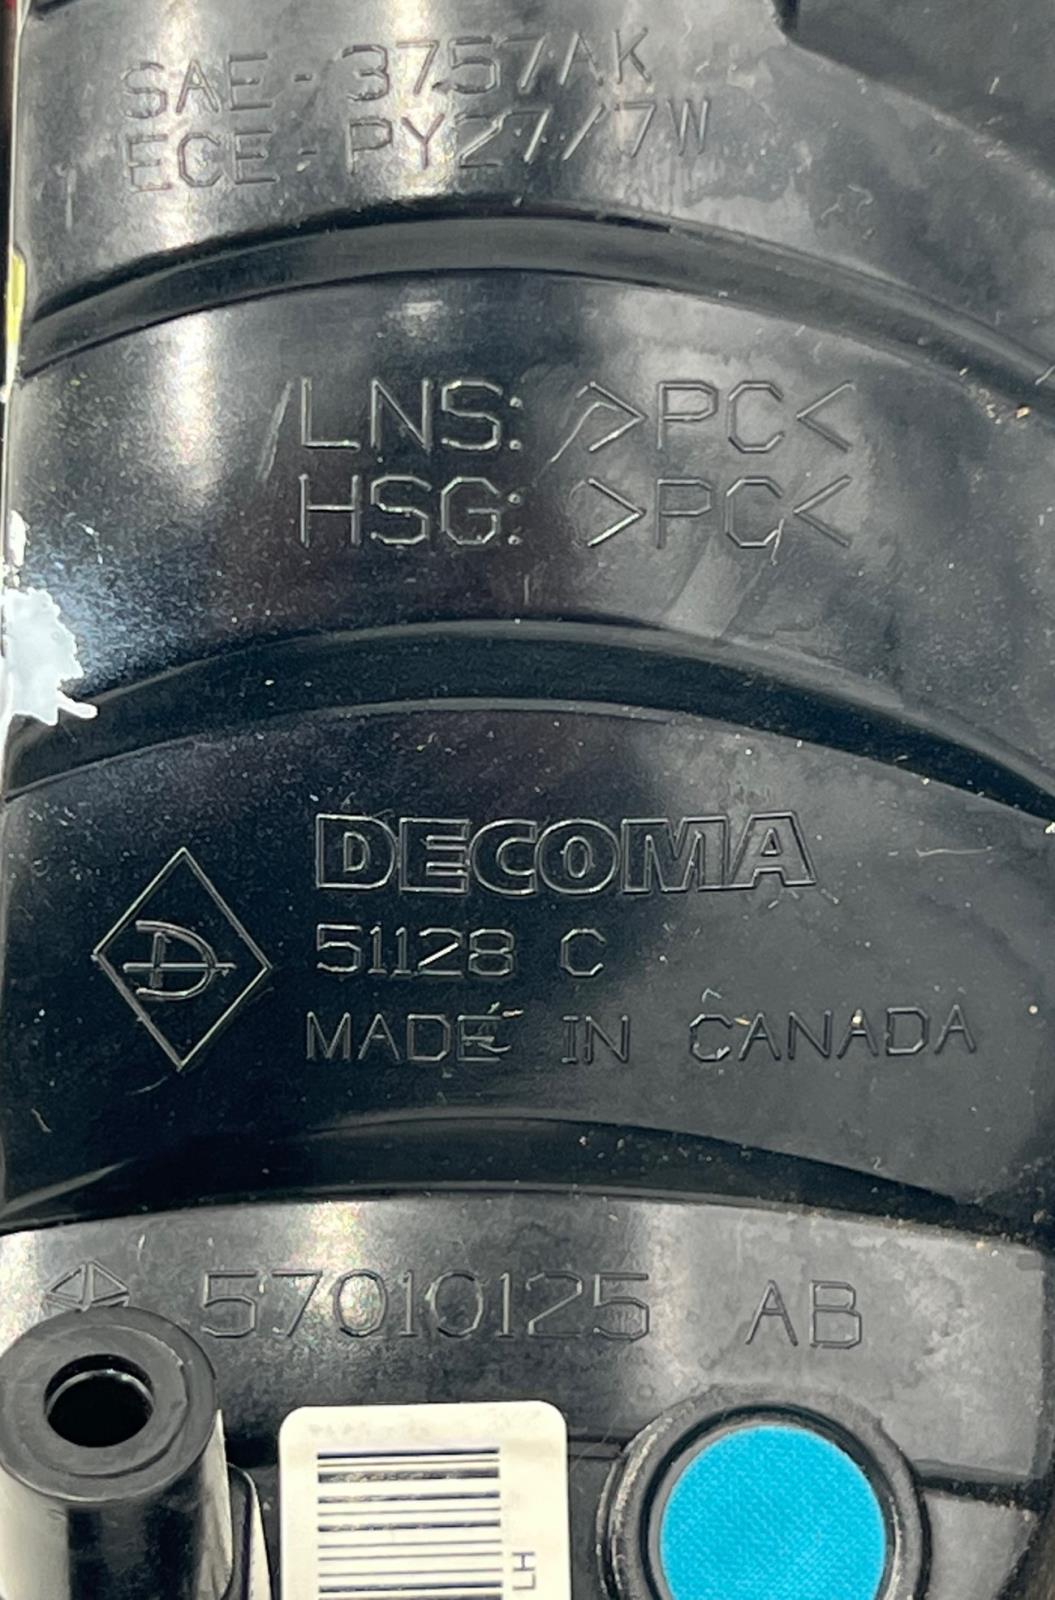 SAE - 3757AK
ECE - PY27/7W
LNS: >PC<
HSG: >PC<
DECOMA
D
51128 C
MADE IN CANADA
57010125 AB
LH